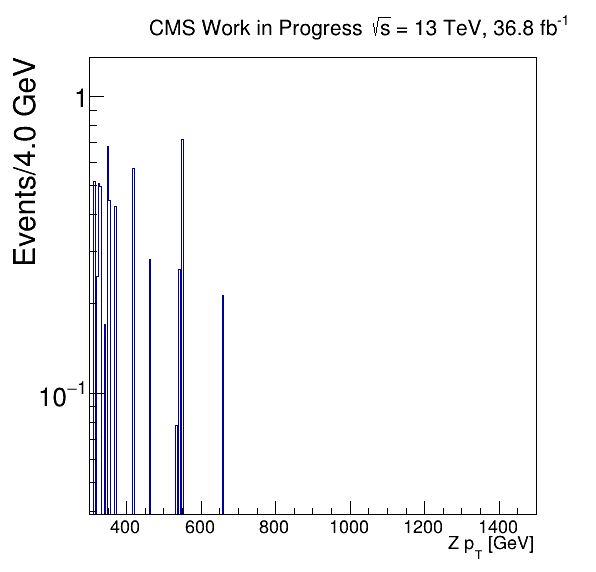 CMS Work in Progress √s = 13 TeV, 36.8 fb⁻¹
Events/4.0 GeV
1
10⁻¹
400 600 800 1000 1200 1400
Z p_T [GeV]